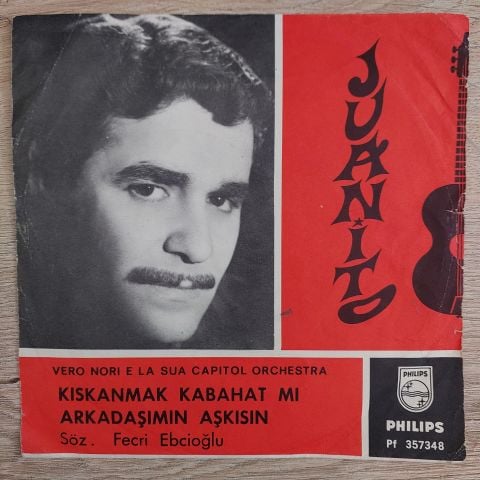 JUANITO
VERO NORI E LA SUA CAPITOL ORCHESTRA
KISKANMAK KABAHAT MI
ARKADAŞIMIN AŞKISIN
Söz. Fecri Ebcioğlu
PHILIPS
PHILIPS
Pf 357348